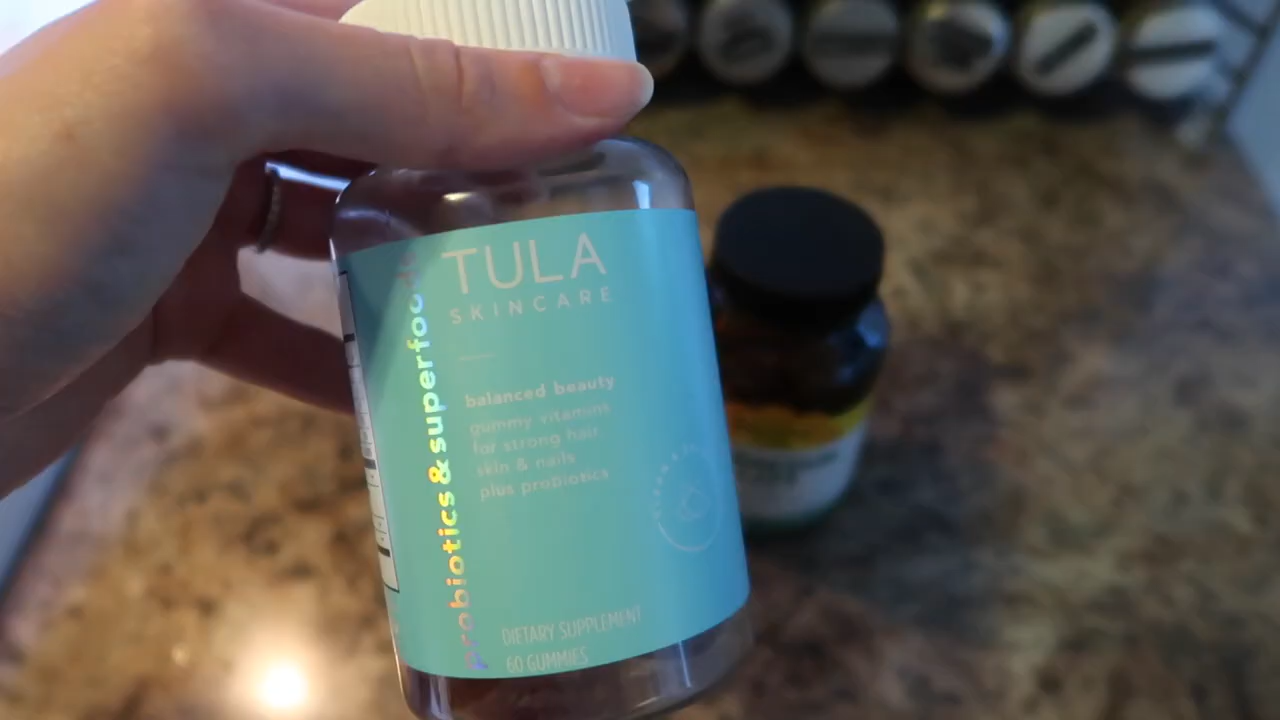 TULA
SKINCARE
balanced beauty
gummy vitamins
for strong hair
skin & nails
plus probiotics
probiotics&superfoods
DIETARY SUPPLEMENT
60 GUMMIES